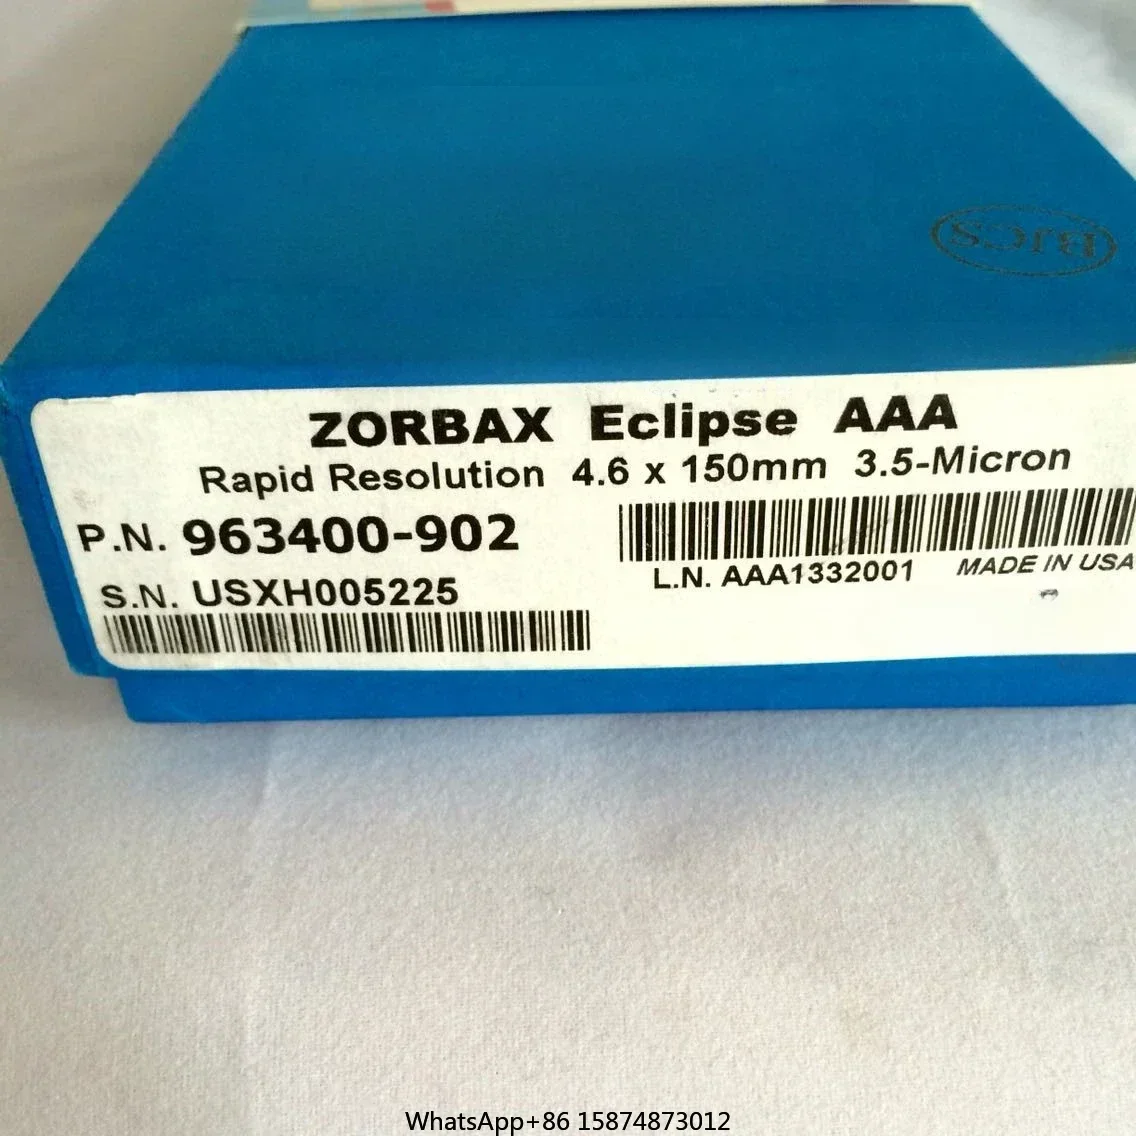 ZORBAX Eclipse AAA
Rapid Resolution 4.6 x 150mm 3.5-Micron
P.N. 963400-902
S.N. USXH005225
L.N. AAA1332001
MADE IN USA
WhatsApp+86 15874873012